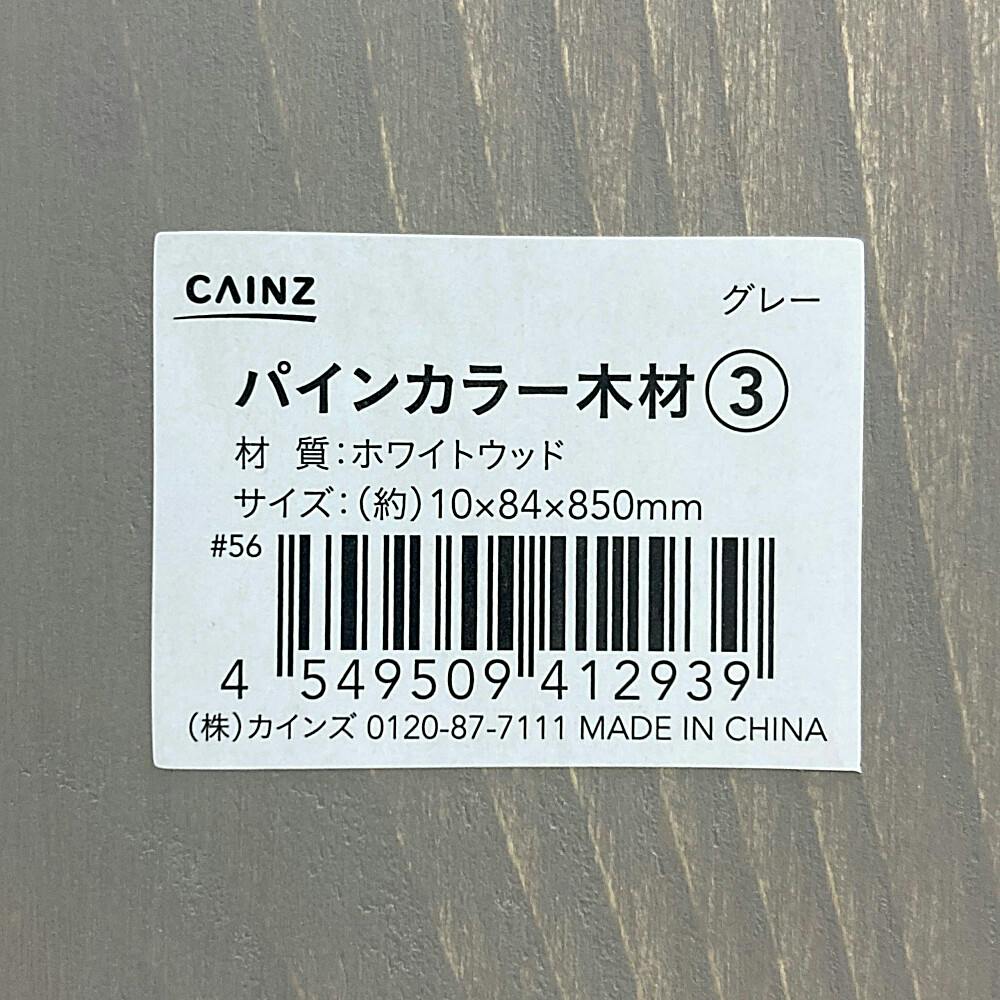 CAINZ
グレー
パインカラー木材③
材 質：ホワイトウッド
サイズ：(約)10×84×850mm
#56
4 549509 412939
(株)カインズ 0120-87-7111 MADE IN CHINA